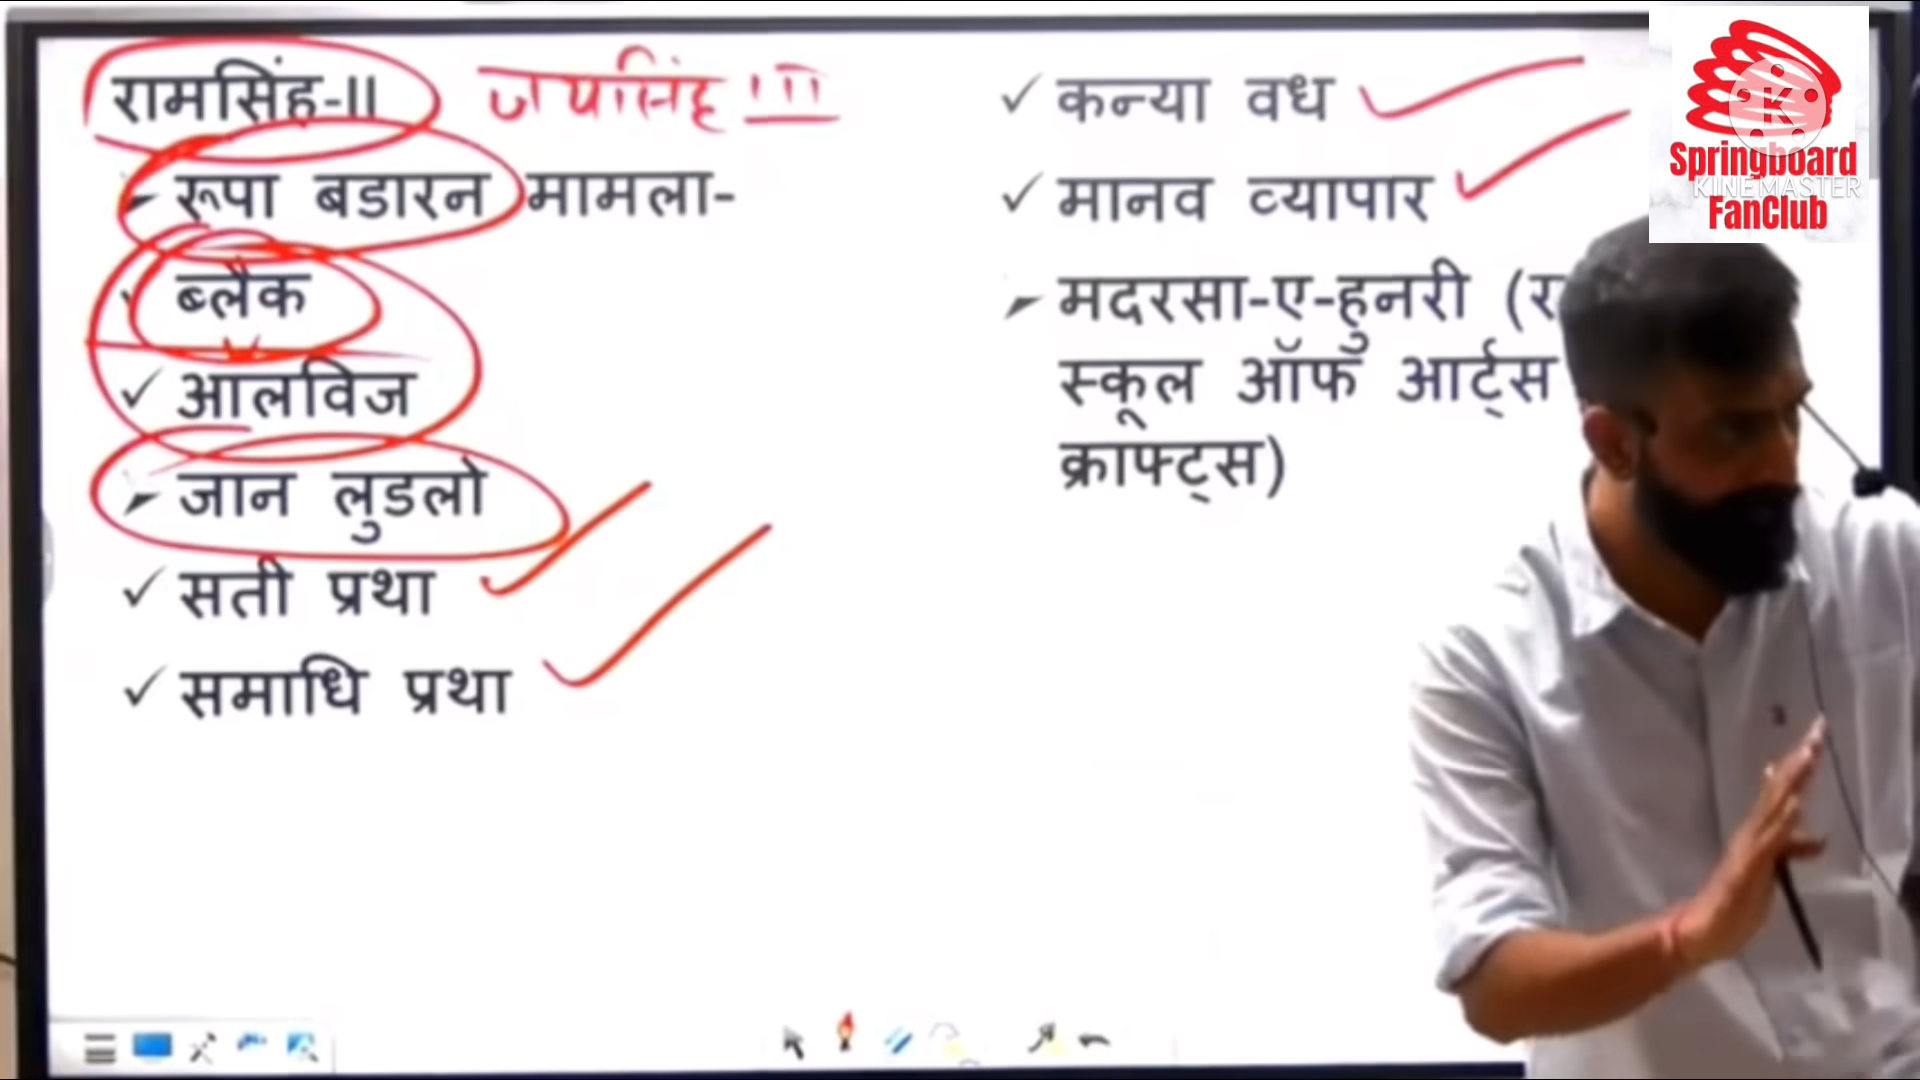 रामसिंह-II जयसिंह III
रूपा बडारन मामला-
ब्लैक
आलविज
जान लुडलो
सती प्रथा
समाधि प्रथा
कन्या वध
मानव व्यापार
मदरसा-ए-हुनरी
स्कूल ऑफ आर्ट्स
क्राफ्ट्स)
K
Springboard
KINEMASTER
FanClub